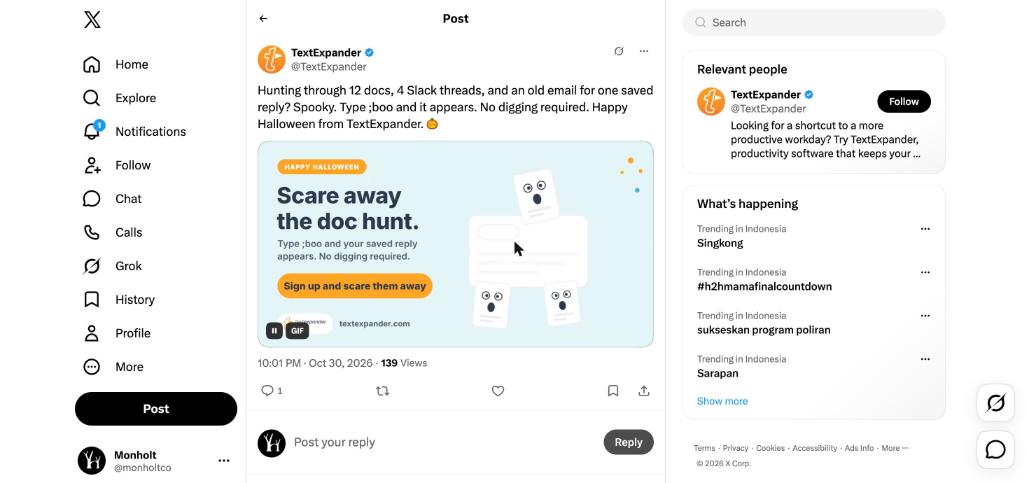 Home
Explore
1
Notifications
Follow
Chat
Calls
Grok
History
Profile
More
Post
Monholt
@monholtco
Post
TextExpander
@TextExpander
Hunting through 12 docs, 4 Slack threads, and an old email for one saved
reply? Spooky. Type ;boo and it appears. No digging required. Happy
Halloween from TextExpander. 🎃
HAPPY HALLOWEEN
Scare away
the doc hunt.
Type ;boo and your saved reply
appears. No digging required.
Sign up and scare them away
textexpander.com
GIF
10:01 PM · Oct 30, 2026 · 139 Views
1
Post your reply
Reply
Search
Relevant people
TextExpander
@TextExpander
Follow
Looking for a shortcut to a more
productive workday? Try TextExpander,
productivity software that keeps your ...
What's happening
Trending in Indonesia
Singkong
Trending in Indonesia
#h2hmamafinalcountdown
Trending in Indonesia
sukseskan program poliran
Trending in Indonesia
Sarapan
Show more
Terms · Privacy · Cookies · Accessibility · Ads Info · More ···
© 2026 X Corp.